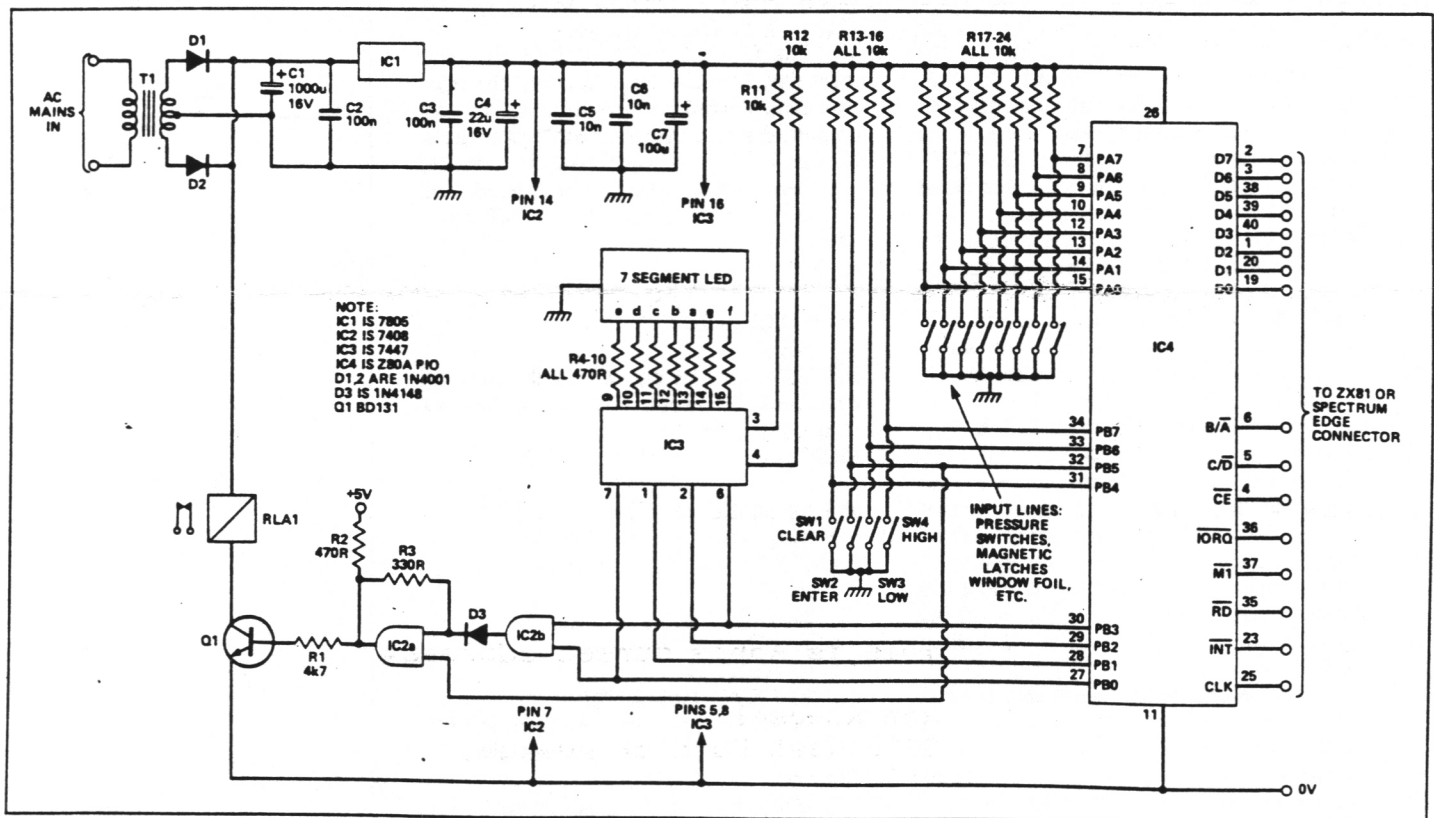 D1
AC
MAINS
IN
T1
D2
+ C1
1000u
16V
C2
100n
IC1
C3
100n
C4
22u
16V
+
PIN 14
IC2
C5
10n
C6
10n
C7
100u
+
PIN 16
IC3
R11
10k
R12
10k
R13-16
ALL 10k
R17-24
ALL 10k
26
7 PA7
8 PA6
9 PA5
10 PA4
12 PA3
13 PA2
14 PA1
15 PA0
D7 2
D6 3
D5 38
D4 39
D3 40
D2 1
D1 20
D0 19
IC4
34 PB7
33 PB6
32 PB5
31 PB4
B/A̅ 6
C/D̅ 5
C̅E̅ 4
I̅O̅R̅Q̅ 36
M̅1̅ 37
R̅D̅ 35
I̅N̅T̅ 23
CLK 25
30 PB3
29 PB2
28 PB1
27 PB0
11
TO ZX81 OR
SPECTRUM
EDGE
CONNECTOR
NOTE:
IC1 IS 7805
IC2 IS 7408
IC3 IS 7447
IC4 IS Z80A PIO
D1,2 ARE 1N4001
D3 IS 1N4148
Q1 BD131
7 SEGMENT LED
e d c b a g f
R4-10
ALL 470R
9 10 11 12 13 14 15
IC3
3
4
7 1 2 6
SW1
CLEAR
SW4
HIGH
SW2
ENTER
SW3
LOW
INPUT LINES:
PRESSURE
SWITCHES,
MAGNETIC
LATCHES
WINDOW FOIL,
ETC.
RLA1
+5V
R2
470R
R3
330R
D3
IC2a
IC2b
Q1
R1
4k7
PIN 7
IC2
PINS 5,8
IC3
0V